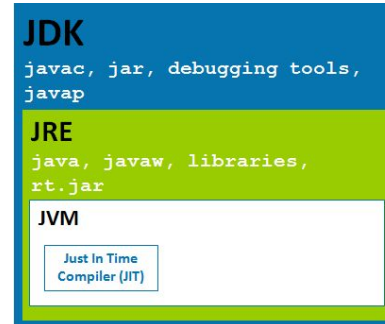 JDK
javac, jar, debugging tools,
javap
JRE
java, javaw, libraries,
rt.jar
JVM
Just In Time
Compiler (JIT)